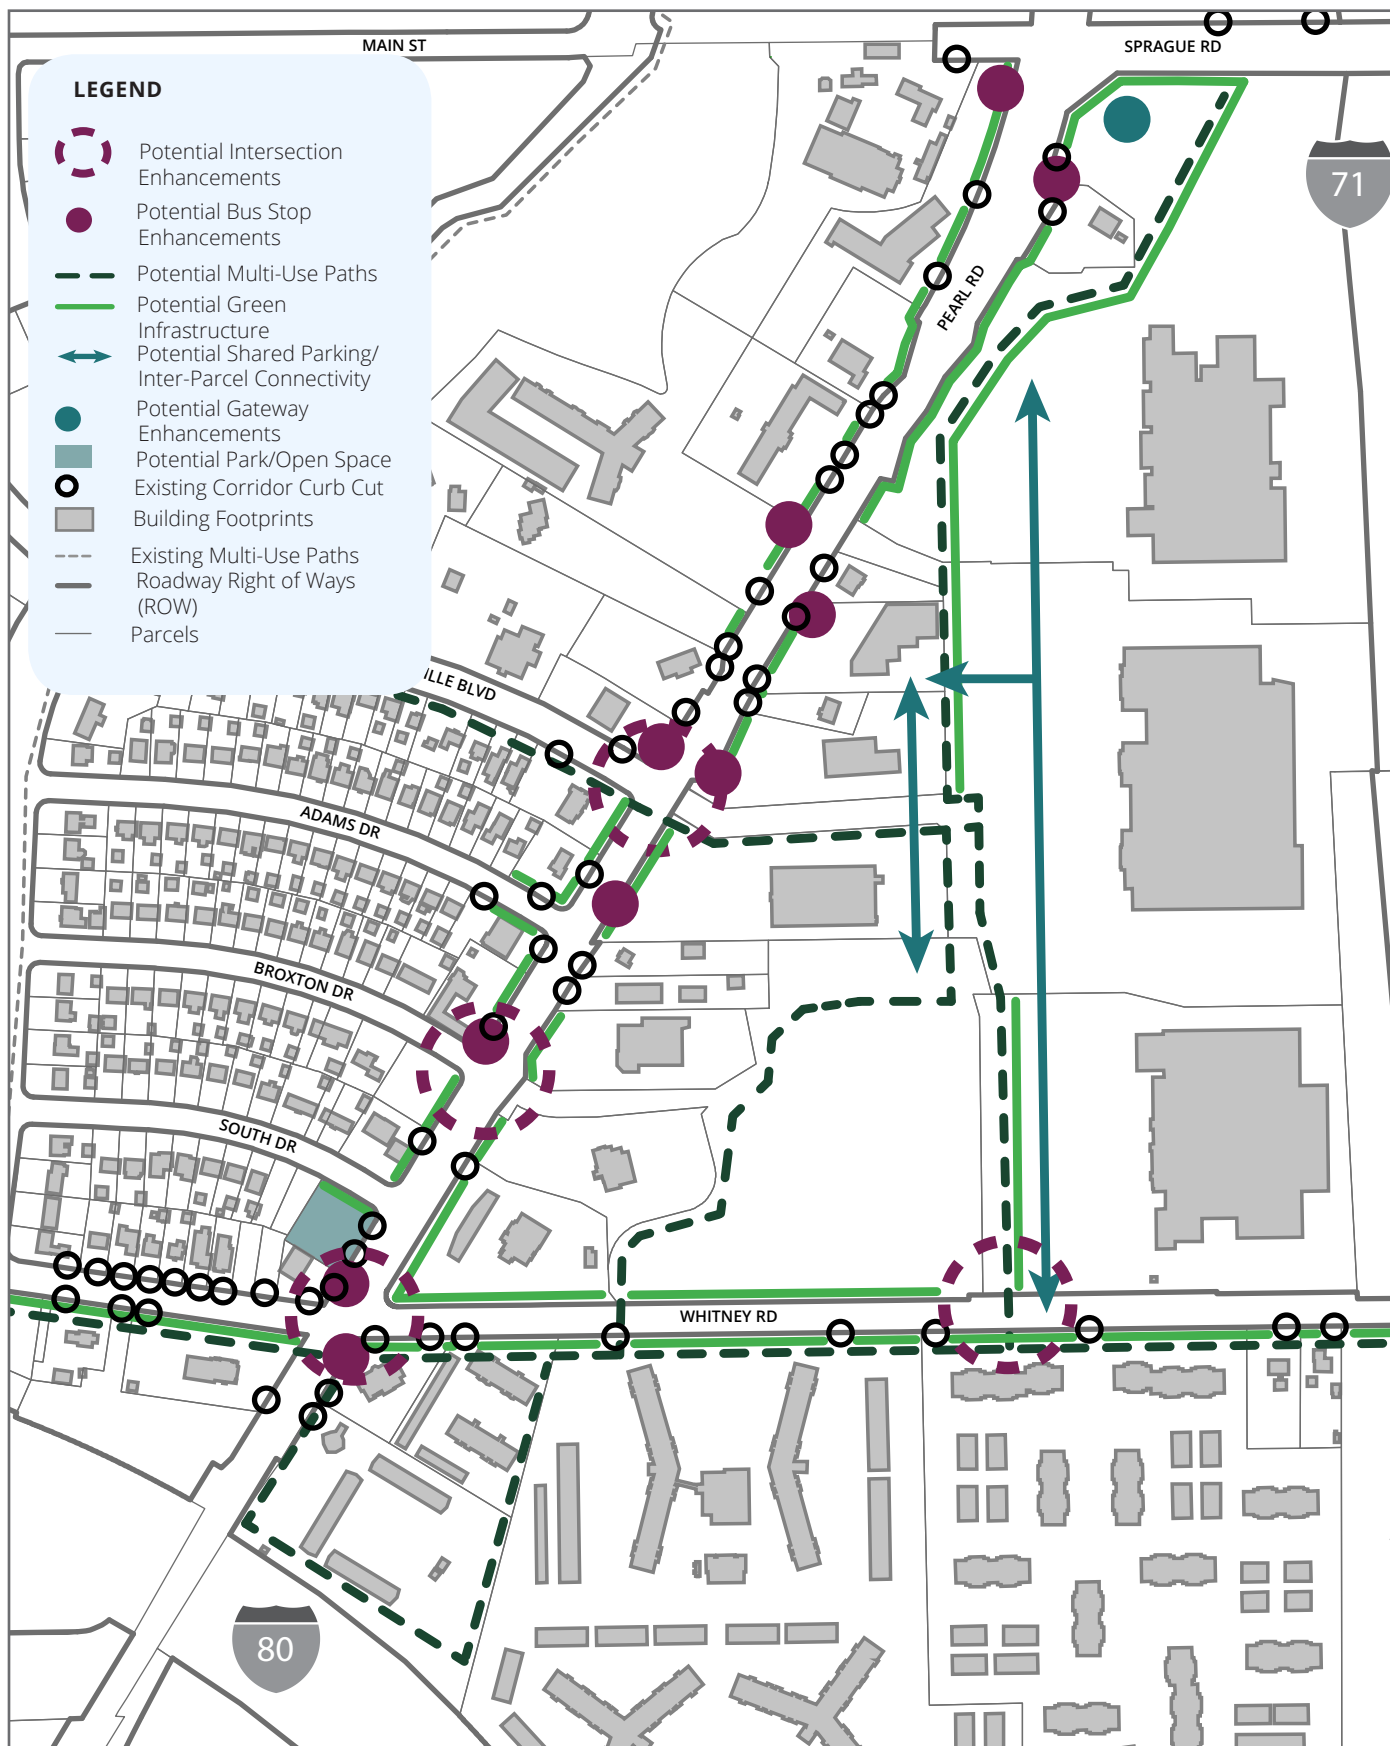 MAIN ST
SPRAGUE RD
LEGEND
Potential Intersection
Enhancements
Potential Bus Stop
Enhancements
Potential Multi-Use Paths
Potential Green
Infrastructure
Potential Shared Parking/
Inter-Parcel Connectivity
Potential Gateway
Enhancements
Potential Park/Open Space
Existing Corridor Curb Cut
Building Footprints
Existing Multi-Use Paths
Roadway Right of Ways
(ROW)
Parcels
71
PEARL RD
BLVD
ADAMS DR
BROXTON DR
SOUTH DR
WHITNEY RD
80